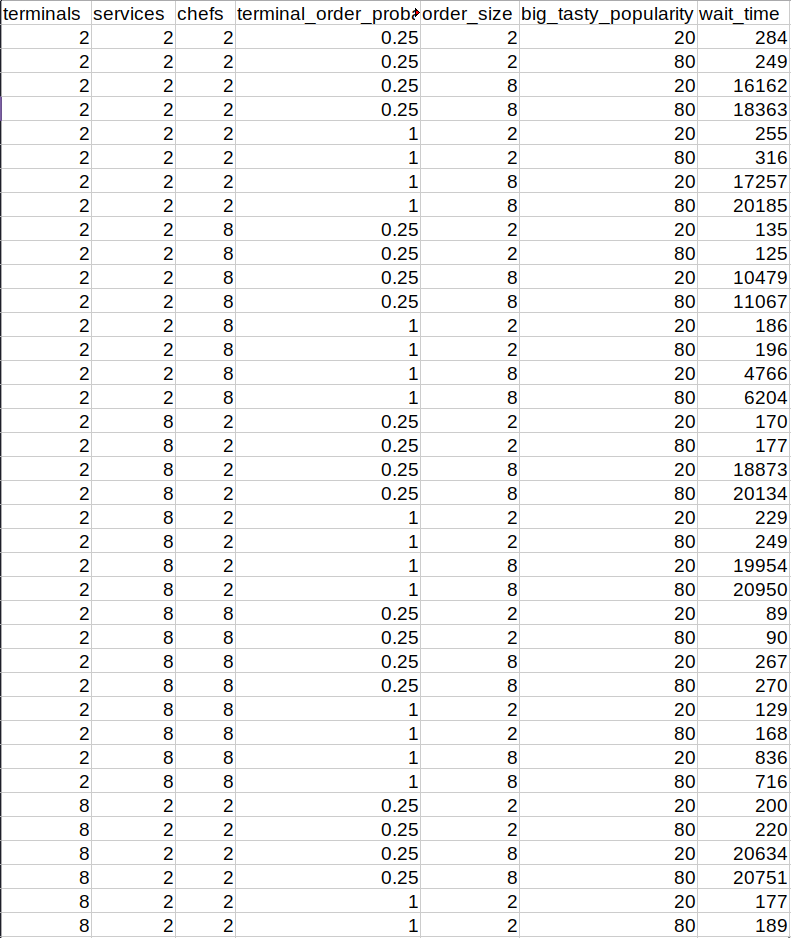 terminals services chefs terminal_order_proba order_size big_tasty_popularity wait_time
2 2 2 0.25 2 20 284
2 2 2 0.25 2 80 249
2 2 2 0.25 8 20 16162
2 2 2 0.25 8 80 18363
2 2 2 1 2 20 255
2 2 2 1 2 80 316
2 2 2 1 8 20 17257
2 2 2 1 8 80 20185
2 2 8 0.25 2 20 135
2 2 8 0.25 2 80 125
2 2 8 0.25 8 20 10479
2 2 8 0.25 8 80 11067
2 2 8 1 2 20 186
2 2 8 1 2 80 196
2 2 8 1 8 20 4766
2 2 8 1 8 80 6204
2 8 2 0.25 2 20 170
2 8 2 0.25 2 80 177
2 8 2 0.25 8 20 18873
2 8 2 0.25 8 80 20134
2 8 2 1 2 20 229
2 8 2 1 2 80 249
2 8 2 1 8 20 19954
2 8 2 1 8 80 20950
2 8 8 0.25 2 20 89
2 8 8 0.25 2 80 90
2 8 8 0.25 8 20 267
2 8 8 0.25 8 80 270
2 8 8 1 2 20 129
2 8 8 1 2 80 168
2 8 8 1 8 20 836
2 8 8 1 8 80 716
8 2 2 0.25 2 20 200
8 2 2 0.25 2 80 220
8 2 2 0.25 8 20 20634
8 2 2 0.25 8 80 20751
8 2 2 1 2 20 177
8 2 2 1 2 80 189